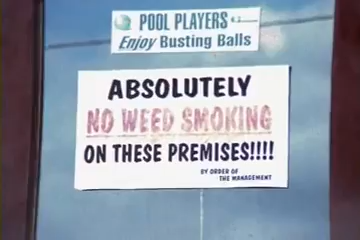 POOL PLAYERS
Enjoy Busting Balls
ABSOLUTELY
NO WEED SMOKING
ON THESE PREMISES!!!!
BY ORDER OF
THE MANAGEMENT